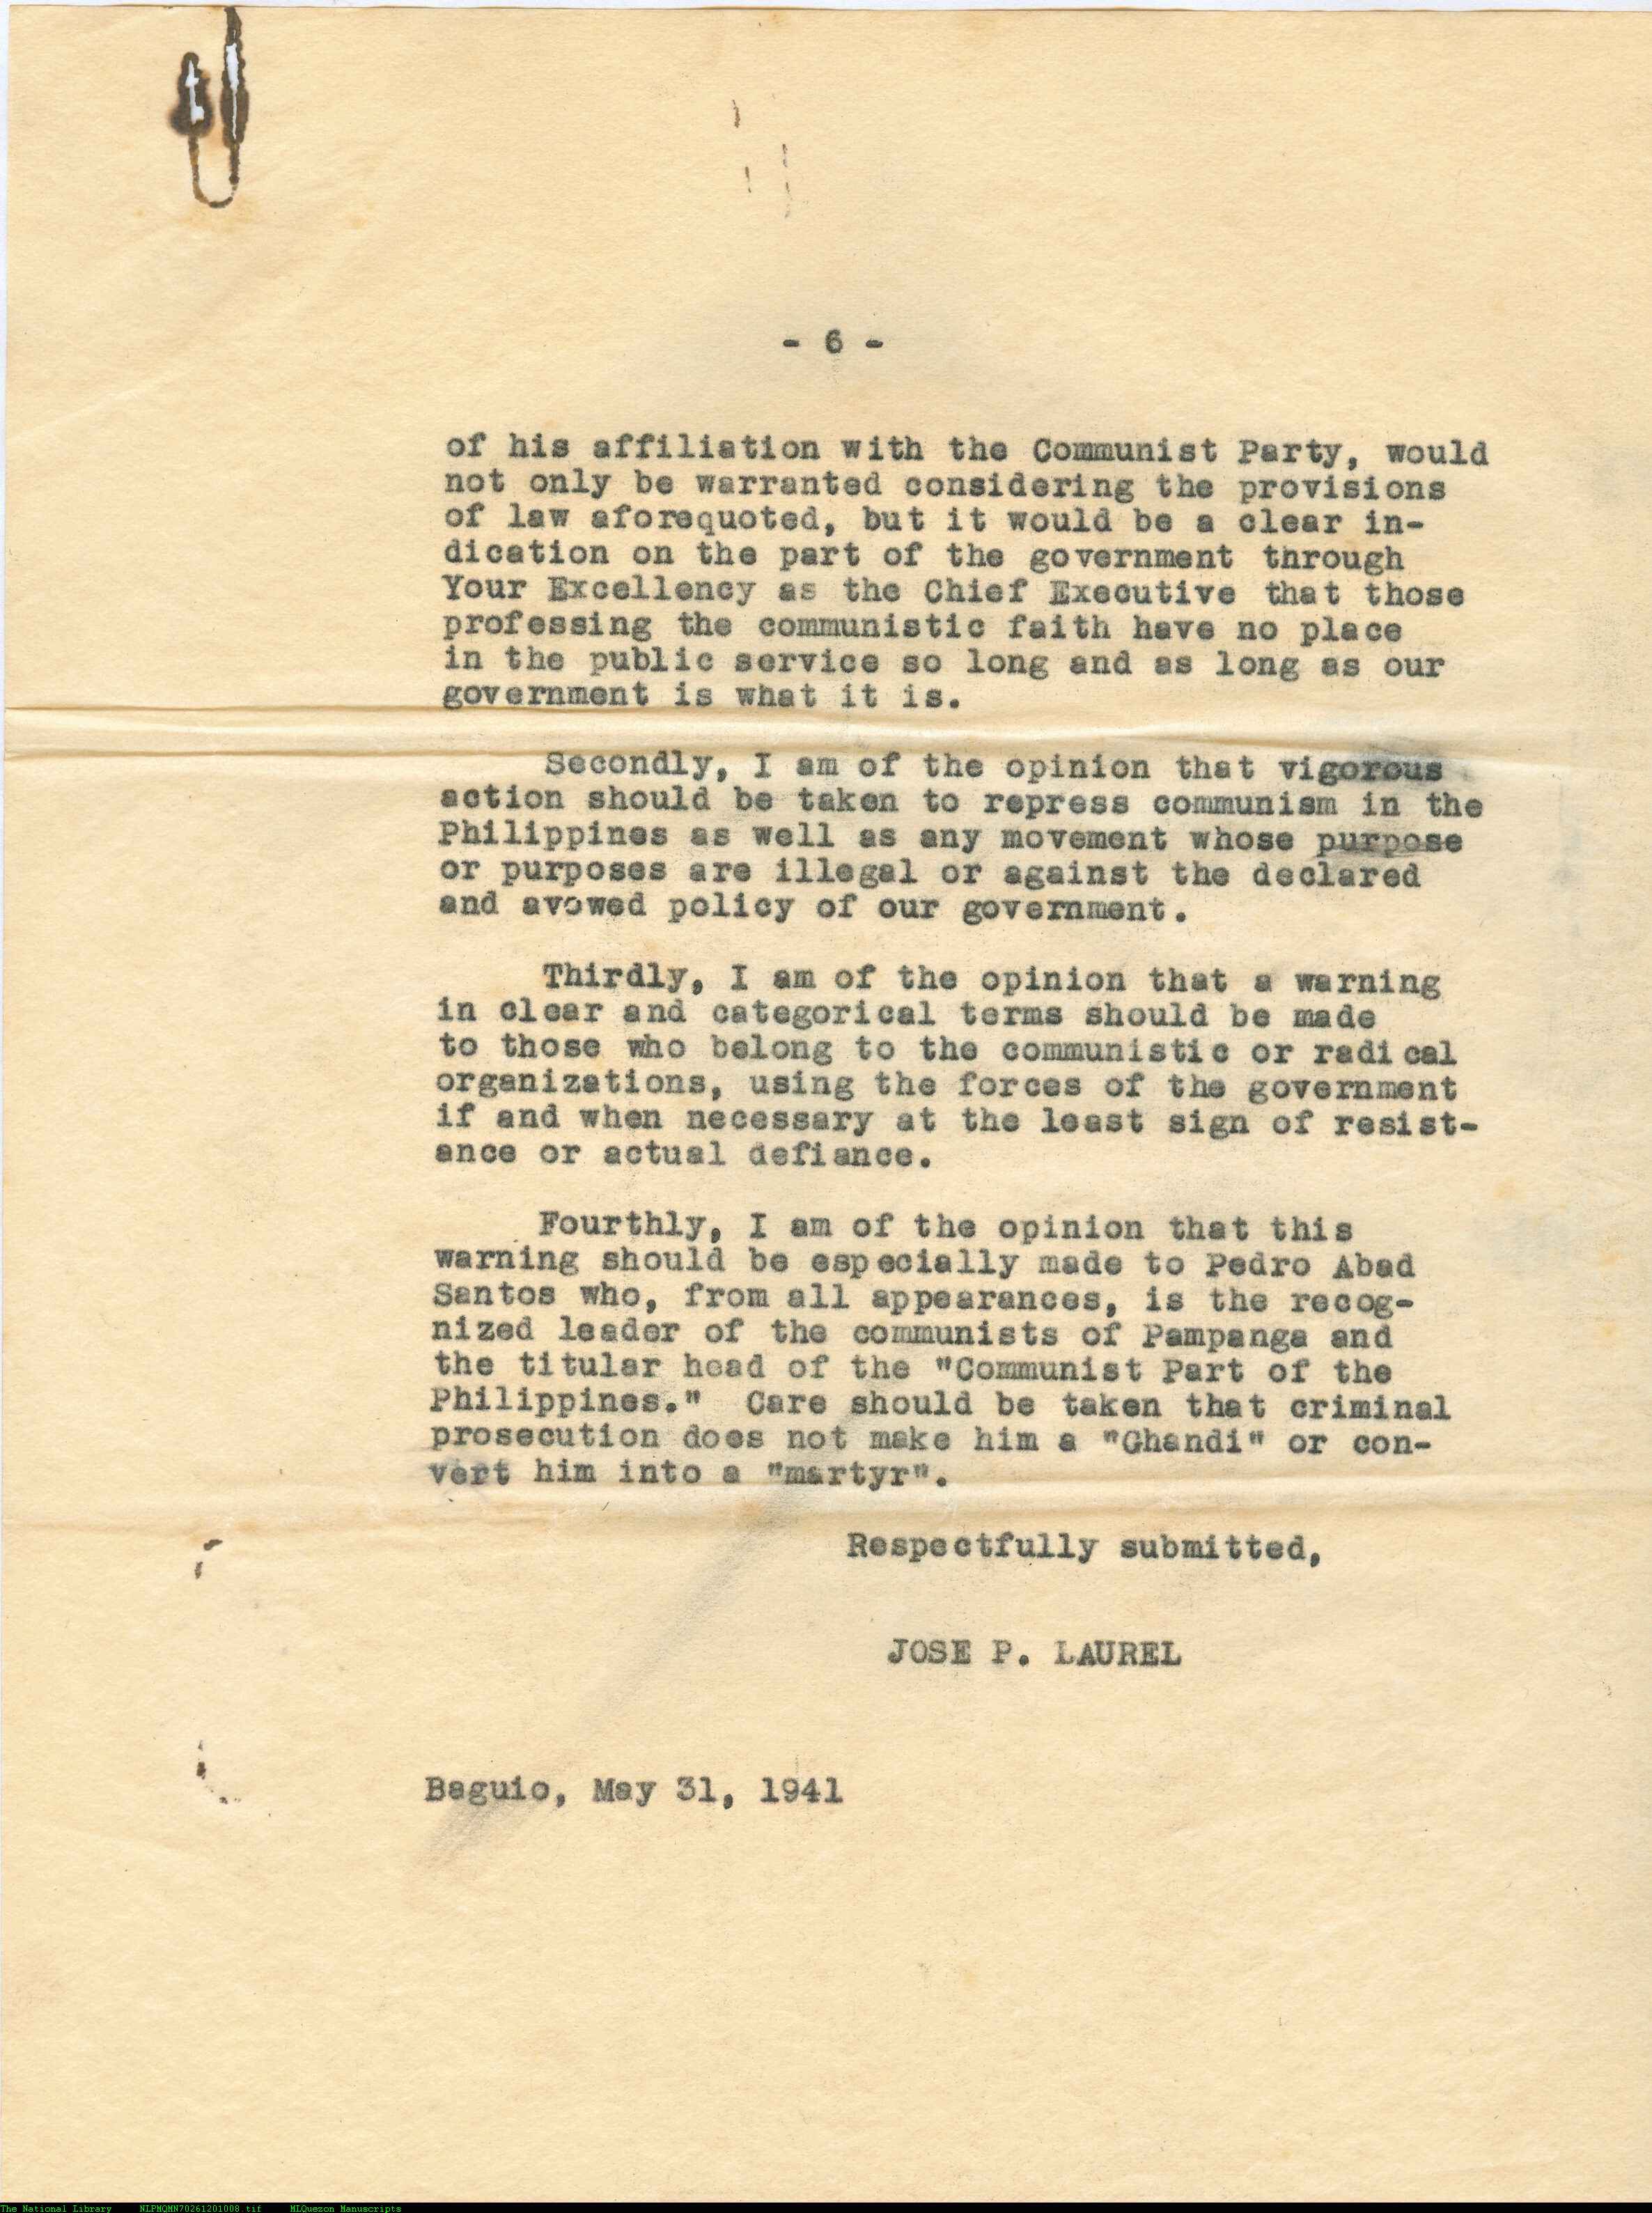 - 6 -
of his affiliation with the Communist Party, would
not only be warranted considering the provisions
of law aforequoted, but it would be a clear in-
dication on the part of the government through
Your Excellency as the Chief Executive that those
professing the communistic faith have no place
in the public service so long and as long as our
government is what it is.
Secondly, I am of the opinion that vigorous
action should be taken to repress communism in the
Philippines as well as any movement whose purpose
or purposes are illegal or against the declared
and avowed policy of our government.
Thirdly, I am of the opinion that a warning
in clear and categorical terms should be made
to those who belong to the communistic or radical
organizations, using the forces of the government
if and when necessary at the least sign of resist-
ance or actual defiance.
Fourthly, I am of the opinion that this
warning should be especially made to Pedro Abad
Santos who, from all appearances, is the recog-
nized leader of the communists of Pampanga and
the titular head of the "Communist Part of the
Philippines." Care should be taken that criminal
prosecution does not make him a "Ghandi" or con-
vert him into a "martyr".
Respectfully submitted,
JOSE P. LAUREL
Baguio, May 31, 1941
The National Library NLPMQMN70261201008.tif MLQuezon Manuscripts